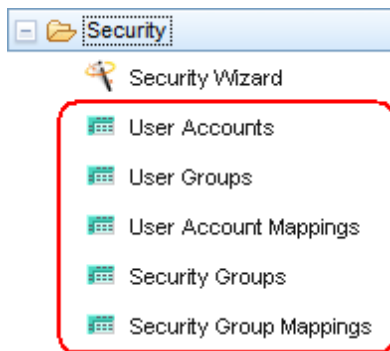 Security
Security Wizard
User Accounts
User Groups
User Account Mappings
Security Groups
Security Group Mappings